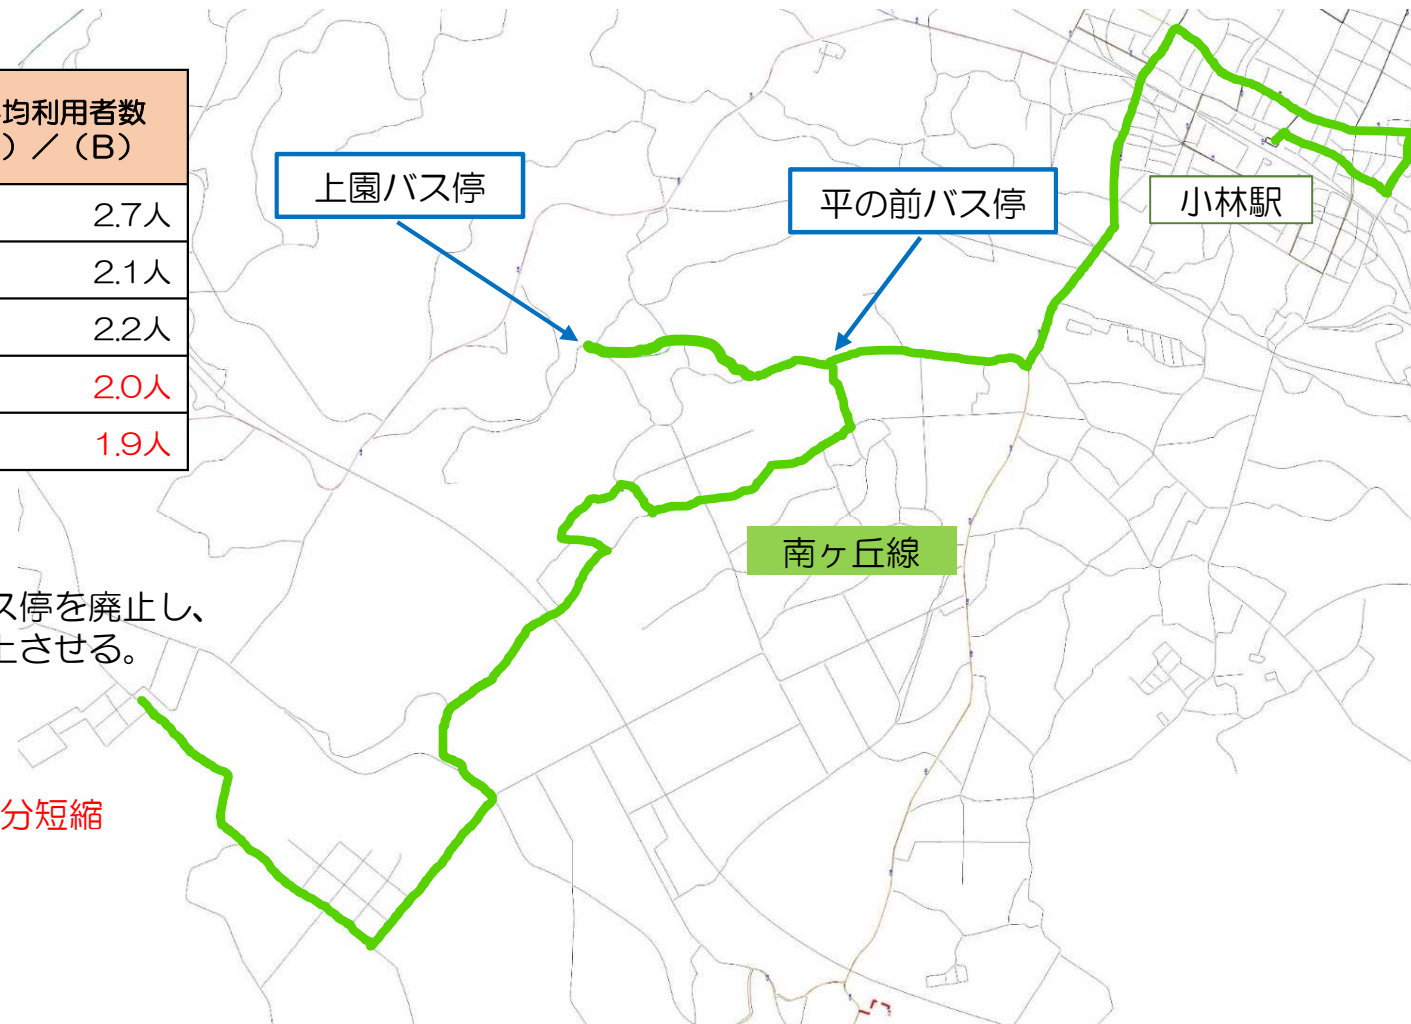 均利用者数
）／（B）
2.7人
2.1人
2.2人
2.0人
1.9人
上園バス停
平の前バス停
小林駅
南ヶ丘線
ス停を廃止し、
上させる。
分短縮